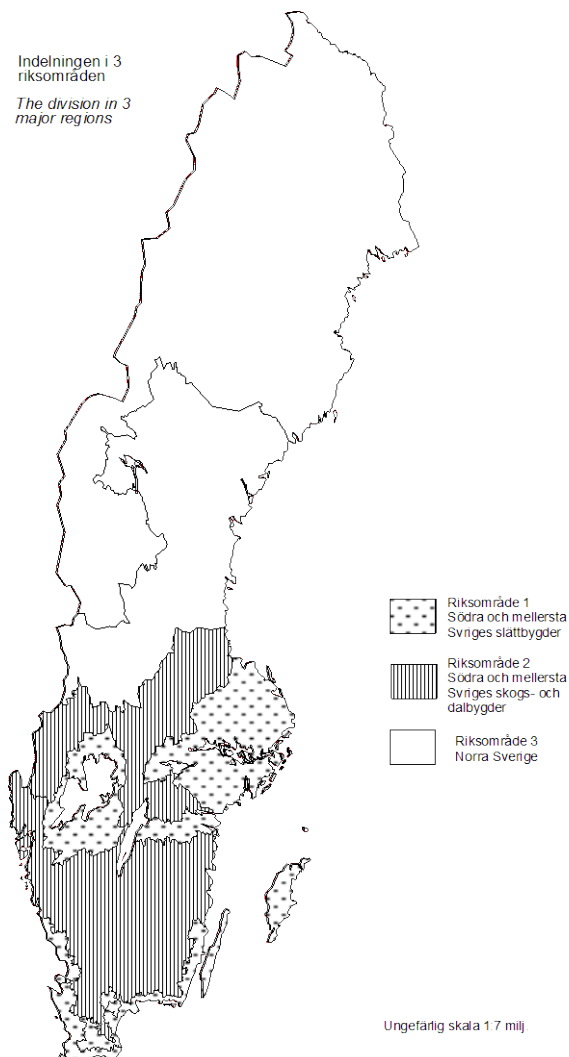 Indelningen i 3
riksområden
The division in 3
major regions
Riksområde 1
Södra och mellersta
Svriges slättbygder
Riksområde 2
Södra och mellersta
Svriges skogs- och
dalbygder
Riksområde 3
Norra Sverige
Ungefärlig skala 1:7 milj.